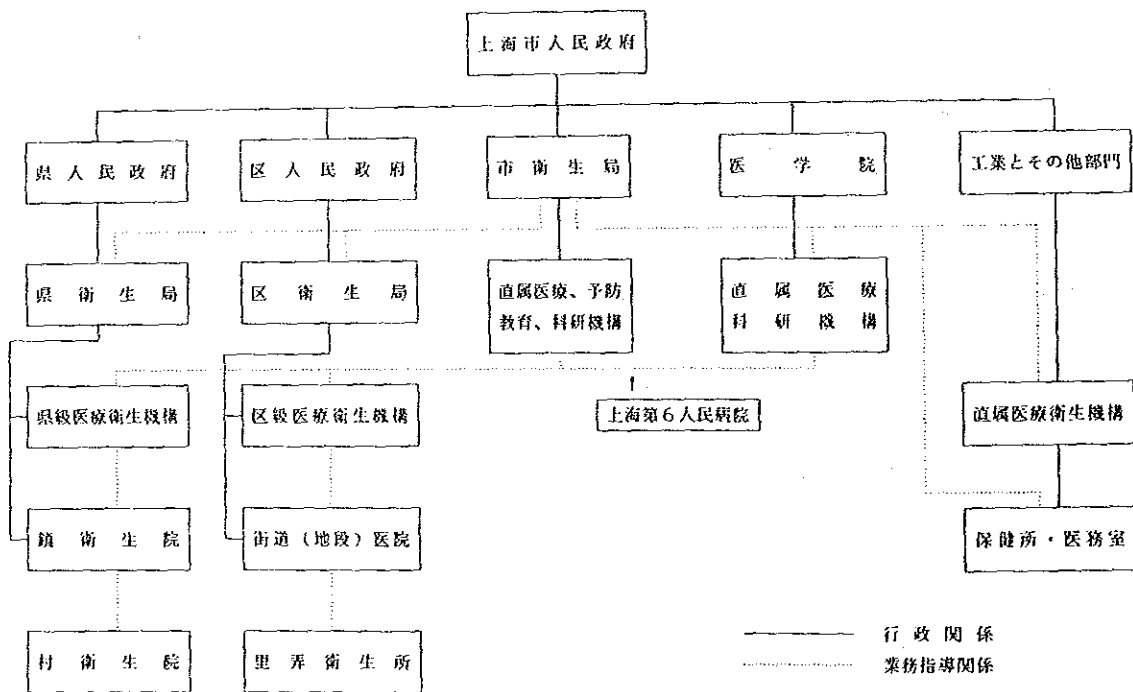 上海市人民政府
県人民政府
区人民政府
市衛生局
医学院
工業とその他部門
県衛生局
区衛生局
直属医療、予防
教育、科研機構
直属医療
科研機構
県級医療衛生機構
区級医療衛生機構
上海第6人民病院
直属医療衛生機構
鎮衛生院
街道(地段)医院
保健所・医務室
村衛生院
里弄衛生所
行政関係
業務指導関係